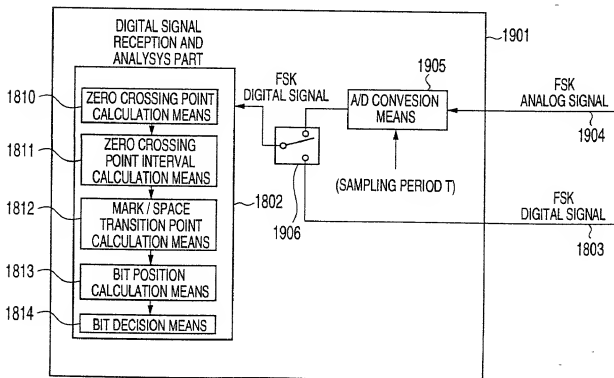 DIGITAL SIGNAL
RECEPTION AND
ANALYSYS PART
1901
1905
FSK
DIGITAL SIGNAL
A/D CONVESION
MEANS
FSK
ANALOG SIGNAL
1904
1810
ZERO CROSSING POINT
CALCULATION MEANS
1811
ZERO CROSSING
POINT INTERVAL
CALCULATION MEANS
(SAMPLING PERIOD T)
1802
1906
1812
MARK / SPACE
TRANSITION POINT
CALCULATION MEANS
FSK
DIGITAL SIGNAL
1803
1813
BIT POSITION
CALCULATION MEANS
1814
BIT DECISION MEANS